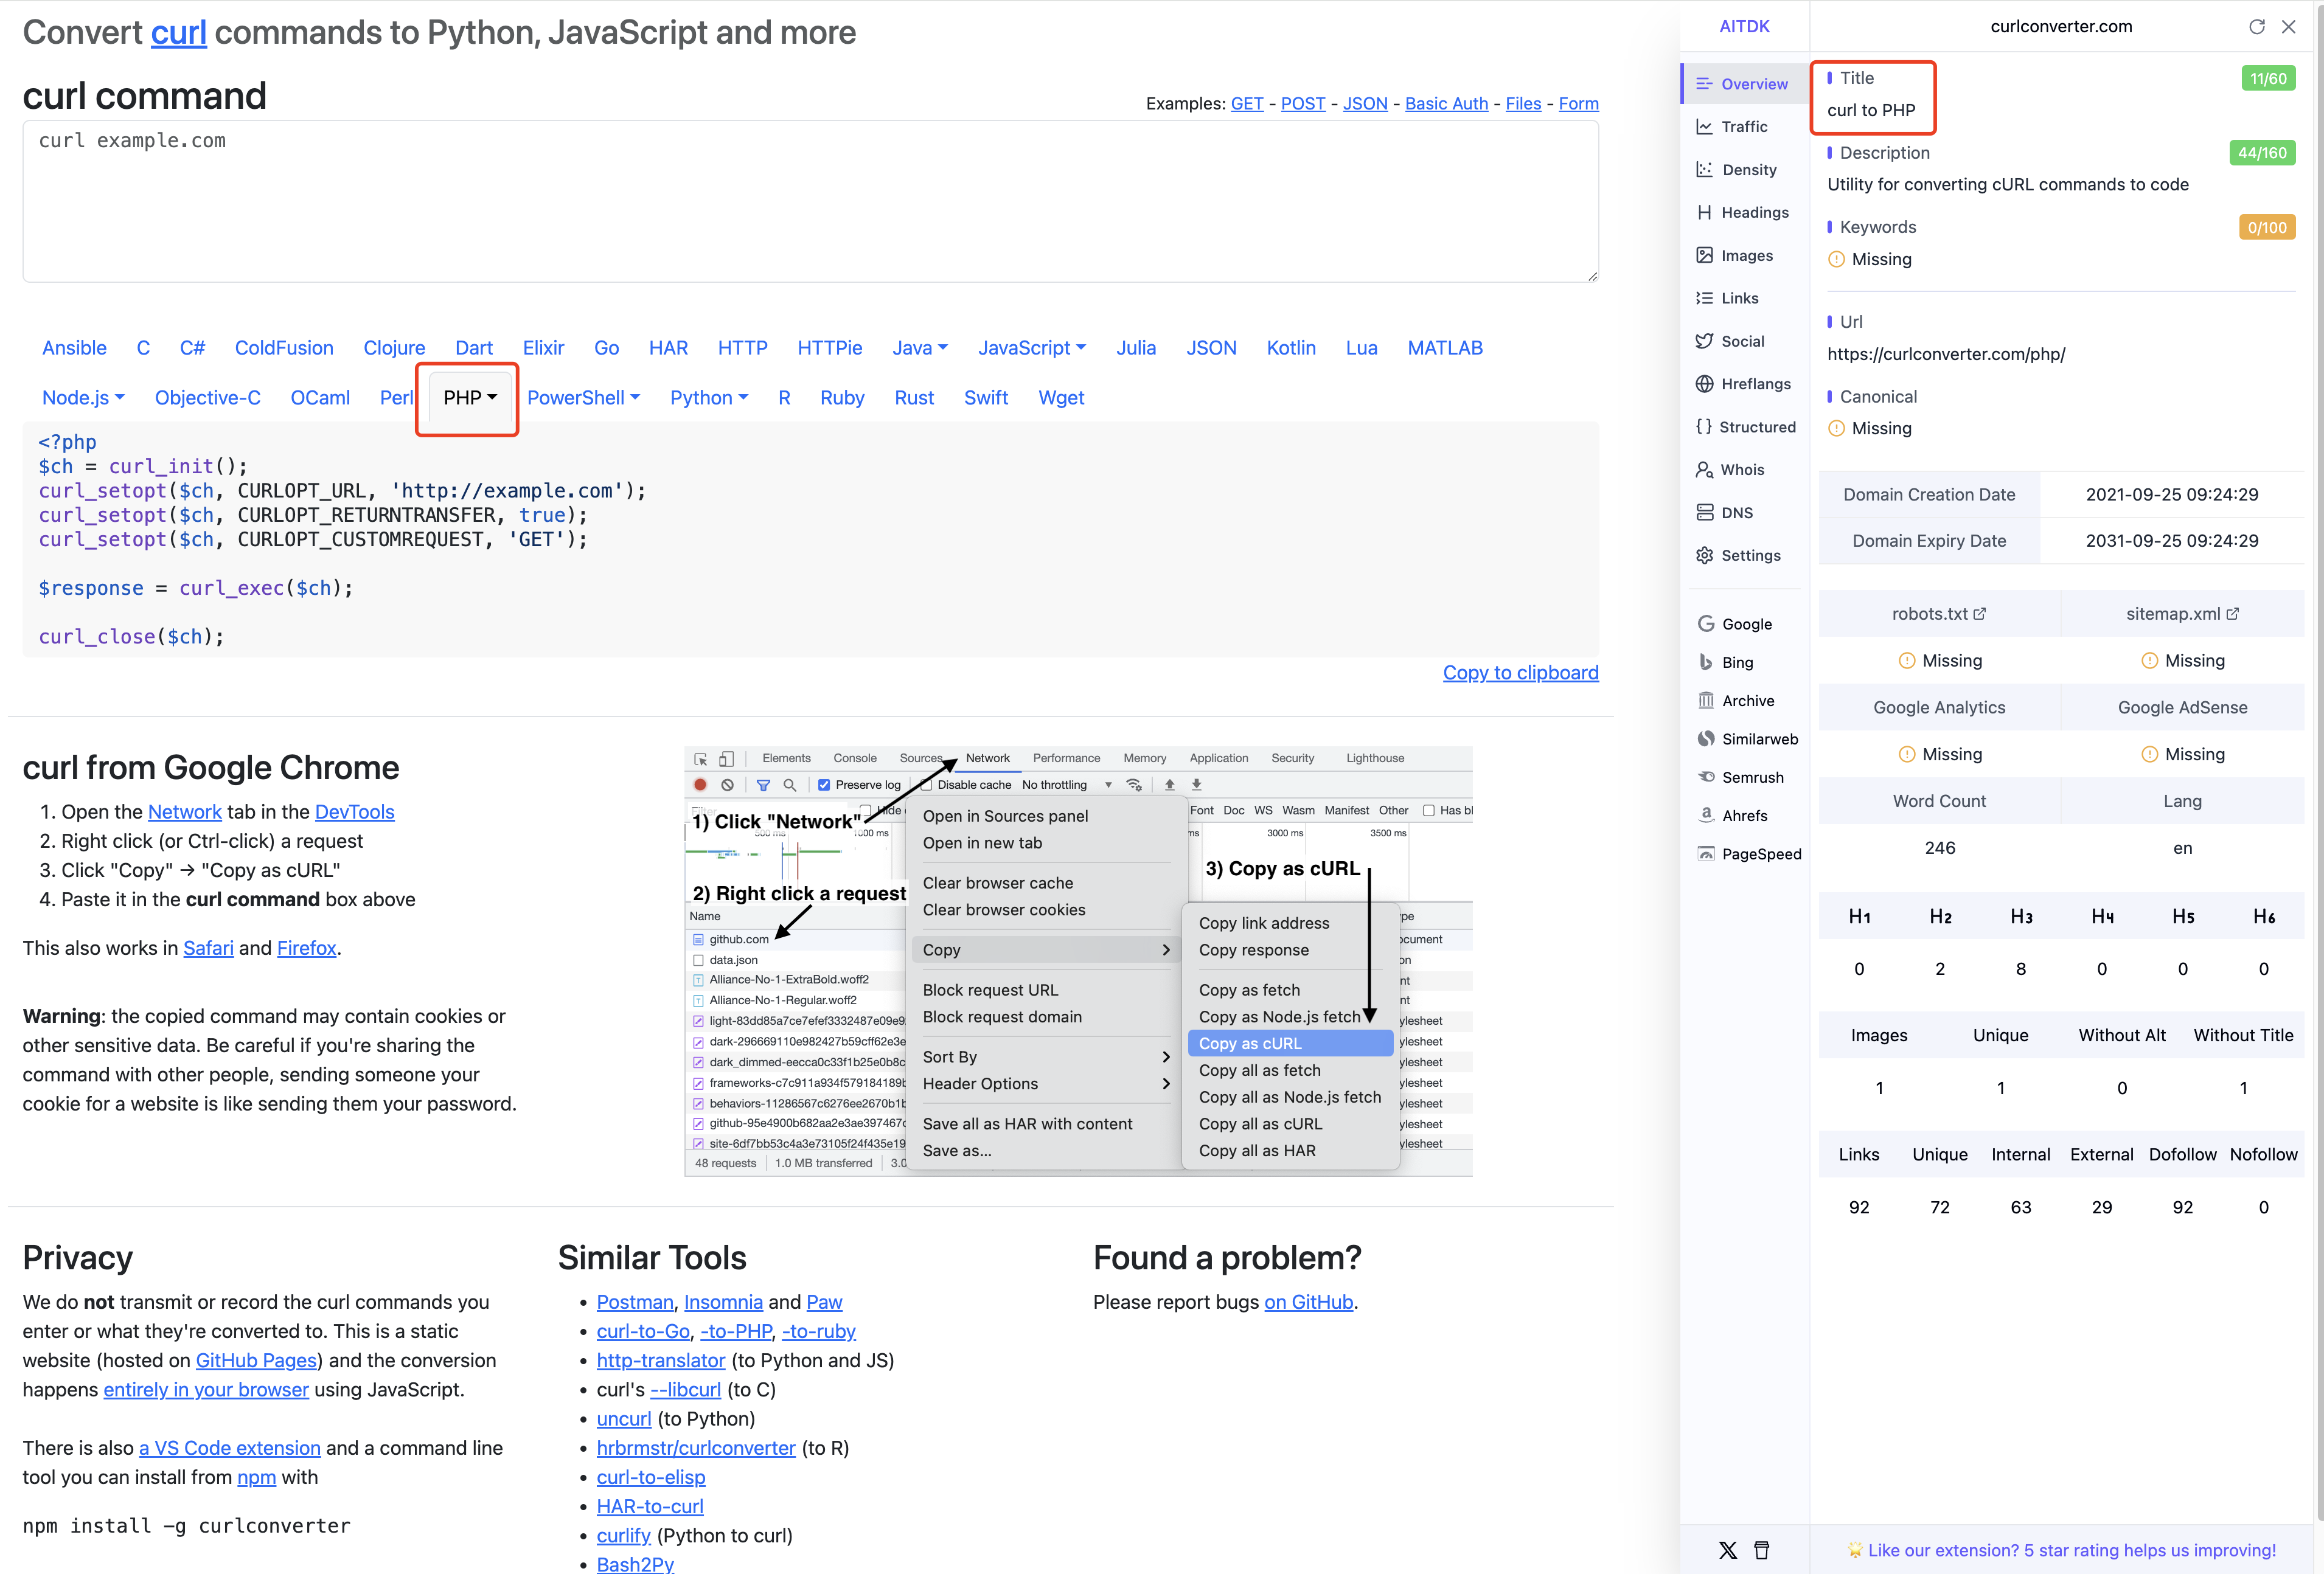 Convert curl commands to Python, JavaScript and more
curl command
Examples: GET - POST - JSON - Basic Auth - Files - Form
curl example.com
Ansible C C# ColdFusion Clojure Dart Elixir Go HAR HTTP HTTPie Java JavaScript Julia JSON Kotlin Lua MATLAB
Node.js Objective-C OCaml Perl PHP PowerShell Python R Ruby Rust Swift Wget
<?php
$ch = curl_init();
curl_setopt($ch, CURLOPT_URL, 'http://example.com');
curl_setopt($ch, CURLOPT_RETURNTRANSFER, true);
curl_setopt($ch, CURLOPT_CUSTOMREQUEST, 'GET');
$response = curl_exec($ch);
curl_close($ch);
Copy to clipboard
curl from Google Chrome
1. Open the Network tab in the DevTools
2. Right click (or Ctrl-click) a request
3. Click "Copy" → "Copy as cURL"
4. Paste it in the curl command box above
This also works in Safari and Firefox.
Warning: the copied command may contain cookies or
other sensitive data. Be careful if you're sharing the
command with other people, sending someone your
cookie for a website is like sending them your password.
Elements Console Sources Network Performance Memory Application Security Lighthouse
Preserve log Disable cache No throttling
Filter Hide Font Doc WS Wasm Manifest Other Has bl
1) Click "Network"
500 ms 1000 ms ms 3000 ms 3500 ms
2) Right click a request
3) Copy as cURL
Name
github.com
data.json
Alliance-No-1-ExtraBold.woff2
Alliance-No-1-Regular.woff2
light-83dd85a7ce7efef3332487e09e9
dark-296669110e982427b59cff62e3e
dark_dimmed-eecca0c33f1b25e0b8c
frameworks-c7c911a934f579184189b
behaviors-11286567c6276ee2670b1b
github-95e4900b682aa2e3ae397467c
site-6df7bb53c4a3e73105f24f435e19
48 requests 1.0 MB transferred 3.0
Open in Sources panel
Open in new tab
Clear browser cache
Clear browser cookies
Copy
Block request URL
Block request domain
Sort By
Header Options
Save all as HAR with content
Save as...
Copy link address
Copy response
Copy as fetch
Copy as Node.js fetch
Copy as cURL
Copy all as fetch
Copy all as Node.js fetch
Copy all as cURL
Copy all as HAR
ype
ocument
on
nt
nt
ylesheet
ylesheet
ylesheet
ylesheet
ylesheet
ylesheet
ylesheet
Privacy
We do not transmit or record the curl commands you
enter or what they're converted to. This is a static
website (hosted on GitHub Pages) and the conversion
happens entirely in your browser using JavaScript.
There is also a VS Code extension and a command line
tool you can install from npm with
npm install -g curlconverter
Similar Tools
• Postman, Insomnia and Paw
• curl-to-Go, -to-PHP, -to-ruby
• http-translator (to Python and JS)
• curl's --libcurl (to C)
• uncurl (to Python)
• hrbrmstr/curlconverter (to R)
• curl-to-elisp
• HAR-to-curl
• curlify (Python to curl)
• Bash2Py
Found a problem?
Please report bugs on GitHub.
AITDK
Overview
Traffic
Density
Headings
Images
Links
Social
Hreflangs
Structured
Whois
DNS
Settings
Google
Bing
Archive
Similarweb
Semrush
Ahrefs
PageSpeed
curlconverter.com
Title 11/60
curl to PHP
Description 44/160
Utility for converting cURL commands to code
Keywords 0/100
Missing
Url
https://curlconverter.com/php/
Canonical
Missing
Domain Creation Date 2021-09-25 09:24:29
Domain Expiry Date 2031-09-25 09:24:29
robots.txt sitemap.xml
Missing Missing
Google Analytics Google AdSense
Missing Missing
Word Count Lang
246 en
H1 H2 H3 H4 H5 H6
0 2 8 0 0 0
Images Unique Without Alt Without Title
1 1 0 1
Links Unique Internal External Dofollow Nofollow
92 72 63 29 92 0
Like our extension? 5 star rating helps us improving!